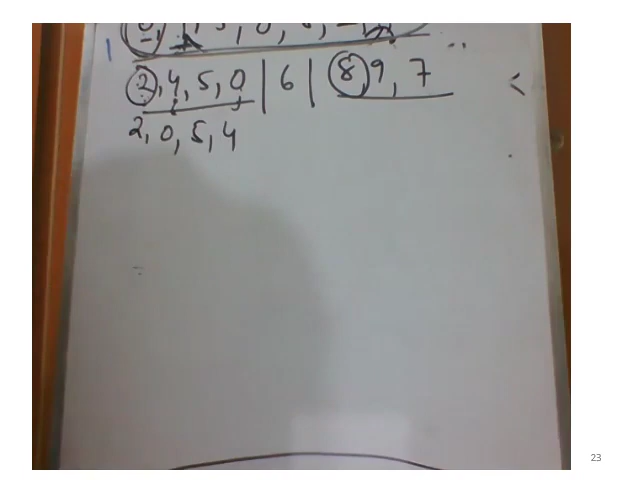 2, 4, 5, 0 | 6 | 8, 9, 7 <
2, 0, 5, 4
23